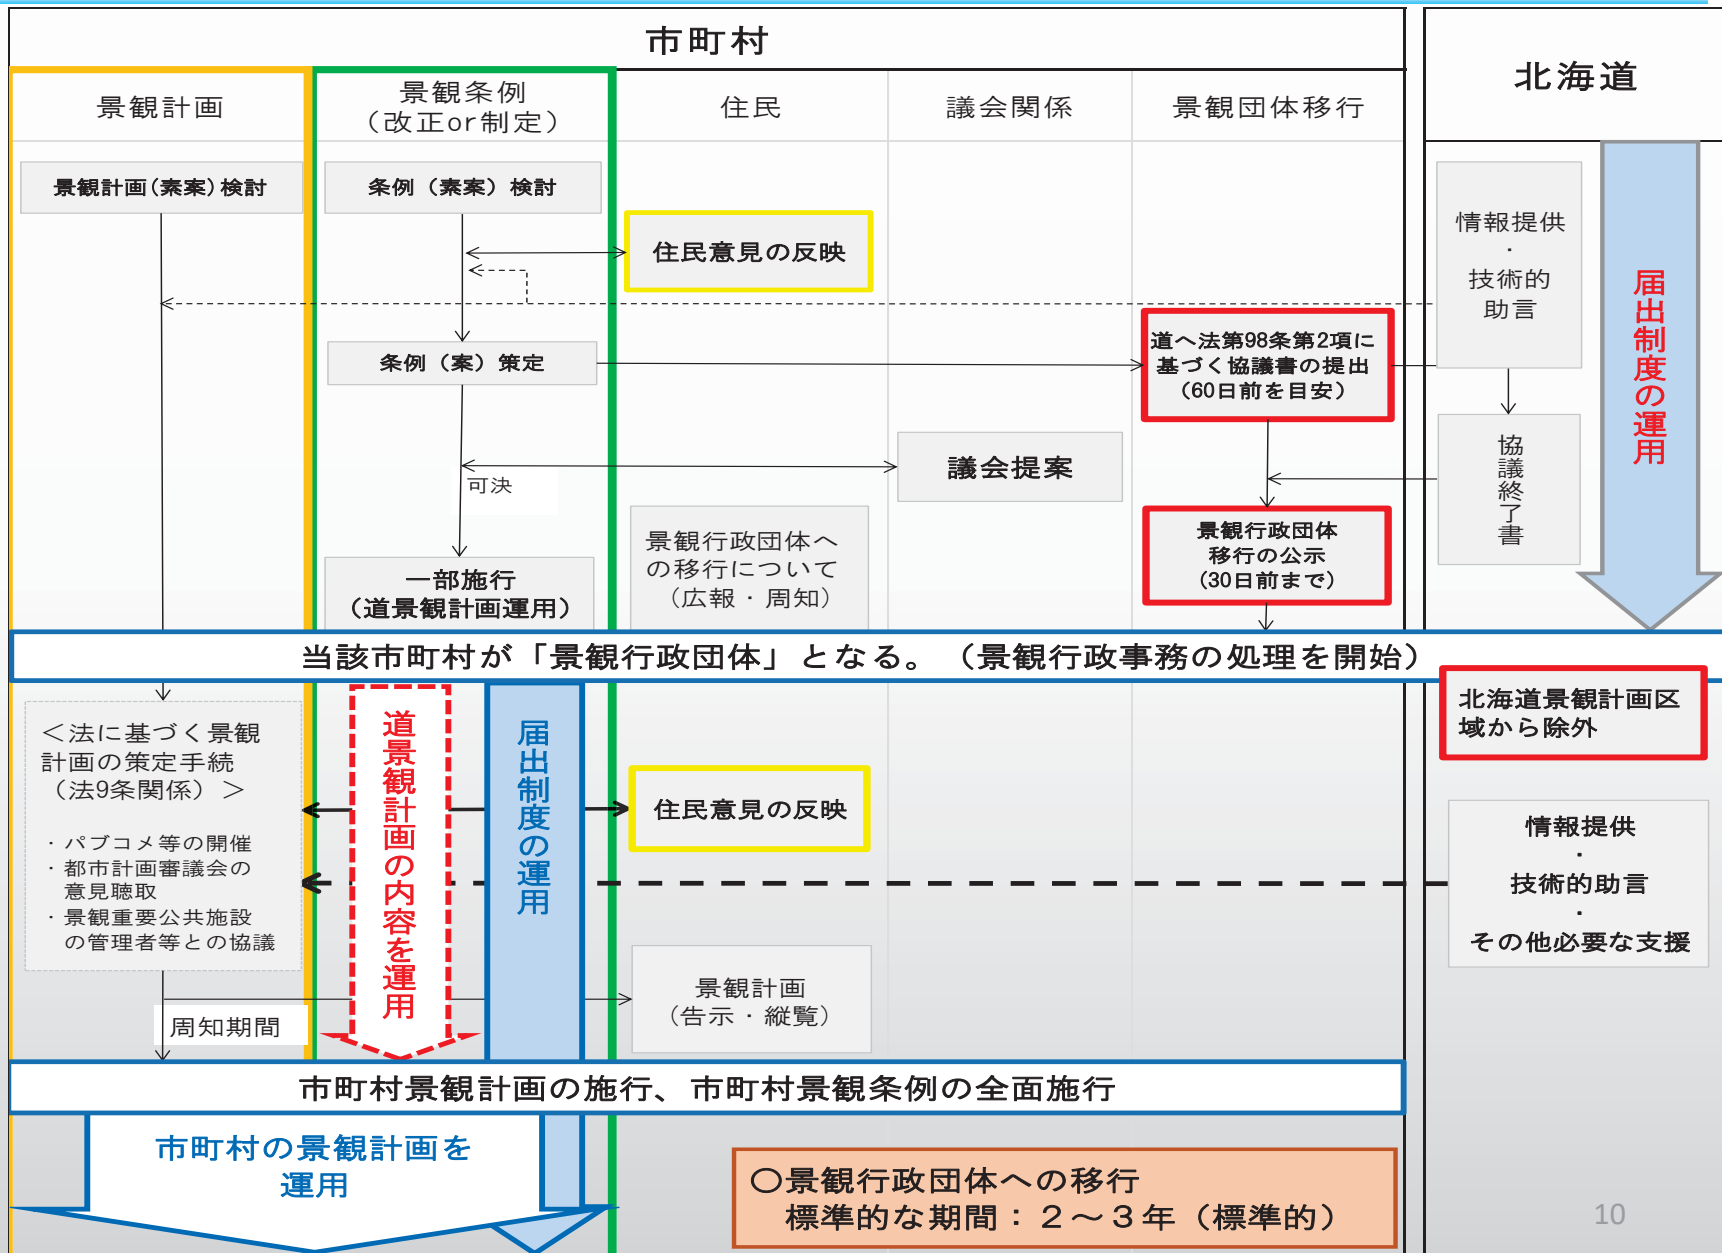 市町村
北海道
景観計画
景観条例
（改正or制定）
住民
議会関係
景観団体移行
景観計画(素案)検討
条例（素案）検討
住民意見の反映
情報提供
・
技術的
助言
届出制度の運用
条例（案）策定
道へ法第98条第2項に
基づく協議書の提出
（60日前を目安）
議会提案
可決
協議終了書
景観行政団体へ
の移行について
（広報・周知）
景観行政団体
移行の公示
（30日前まで）
一部施行
（道景観計画運用）
当該市町村が「景観行政団体」となる。（景観行政事務の処理を開始）
北海道景観計画区
域から除外
＜法に基づく景観
計画の策定手続
（法9条関係）＞
・パブコメ等の開催
・都市計画審議会の
意見聴取
・景観重要公共施設
の管理者等との協議
道景観計画の内容を運用
届出制度の運用
住民意見の反映
情報提供
・
技術的助言
・
その他必要な支援
景観計画
（告示・縦覧）
周知期間
市町村景観計画の施行、市町村景観条例の全面施行
市町村の景観計画を
運用
○景観行政団体への移行
標準的な期間：２～３年（標準的）
10